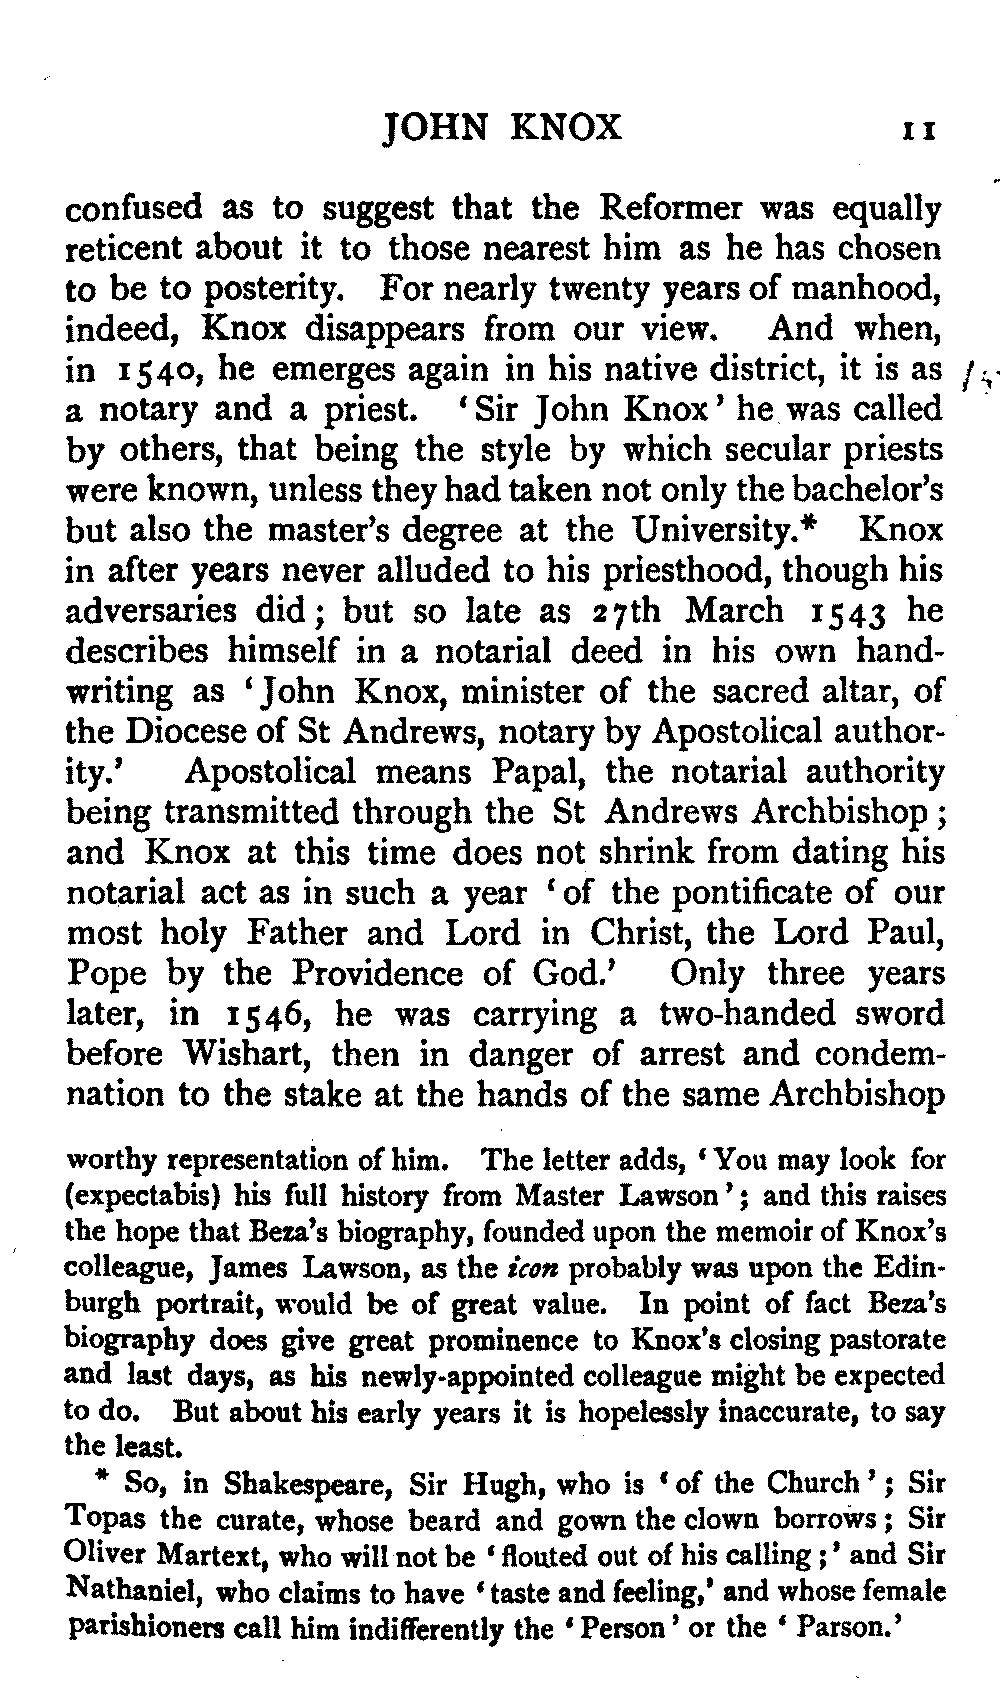 JOHN KNOX 11
confused as to suggest that the Reformer was equally
reticent about it to those nearest him as he has chosen
to be to posterity. For nearly twenty years of manhood,
indeed, Knox disappears from our view. And when,
in 1540, he emerges again in his native district, it is as
a notary and a priest. ‘Sir John Knox’ he was called
by others, that being the style by which secular priests
were known, unless they had taken not only the bachelor’s
but also the master’s degree at the University.* Knox
in after years never alluded to his priesthood, though his
adversaries did; but so late as 27th March 1543 he
describes himself in a notarial deed in his own hand-
writing as ‘John Knox, minister of the sacred altar, of
the Diocese of St Andrews, notary by Apostolical author-
ity.’ Apostolical means Papal, the notarial authority
being transmitted through the St Andrews Archbishop;
and Knox at this time does not shrink from dating his
notarial act as in such a year ‘of the pontificate of our
most holy Father and Lord in Christ, the Lord Paul,
Pope by the Providence of God.’ Only three years
later, in 1546, he was carrying a two-handed sword
before Wishart, then in danger of arrest and condem-
nation to the stake at the hands of the same Archbishop
worthy representation of him. The letter adds, ‘You may look for
(expectabis) his full history from Master Lawson’; and this raises
the hope that Beza’s biography, founded upon the memoir of Knox’s
colleague, James Lawson, as the icon probably was upon the Edin-
burgh portrait, would be of great value. In point of fact Beza’s
biography does give great prominence to Knox’s closing pastorate
and last days, as his newly-appointed colleague might be expected
to do. But about his early years it is hopelessly inaccurate, to say
the least.
* So, in Shakespeare, Sir Hugh, who is ‘of the Church’; Sir
Topas the curate, whose beard and gown the clown borrows; Sir
Oliver Martext, who will not be ‘flouted out of his calling;’ and Sir
Nathaniel, who claims to have ‘taste and feeling,’ and whose female
parishioners call him indifferently the ‘Person’ or the ‘Parson.’